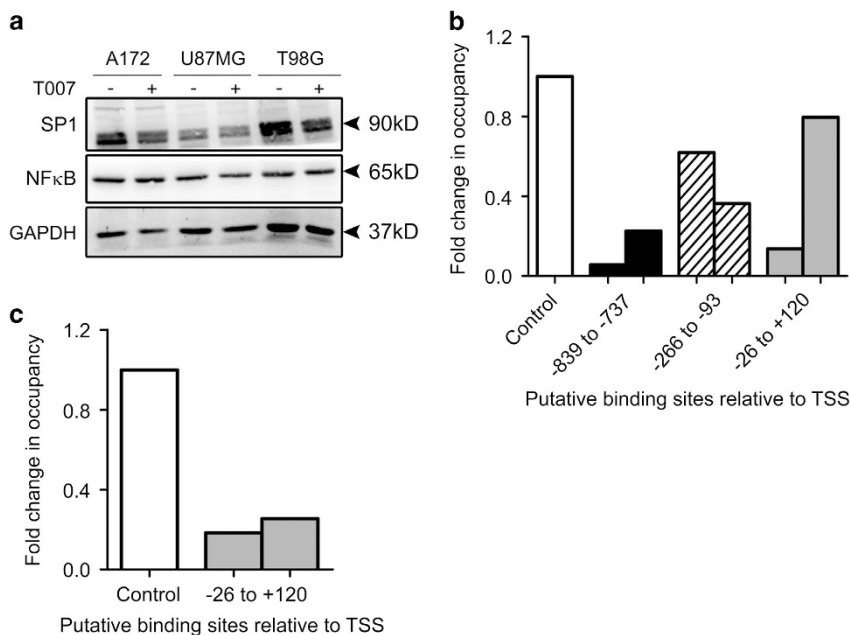 a
A172 U87MG T98G
T007 - + - + - +
SP1 90kD
NFκB 65kD
GAPDH 37kD
b
Fold change in occupancy
1.2
0.8
0.4
0.0
Control
-839 to -737
-266 to -93
-26 to +120
Putative binding sites relative to TSS
c
Fold change in occupancy
1.2
0.8
0.4
0.0
Control -26 to +120
Putative binding sites relative to TSS